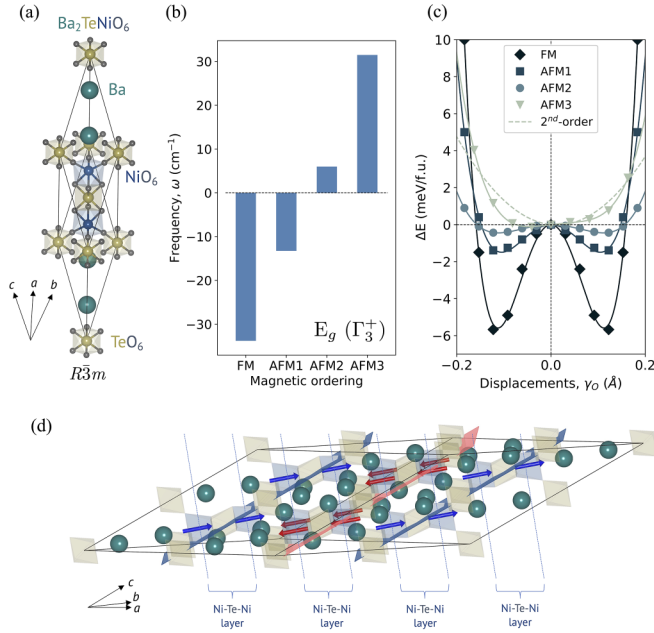 (a)
Ba₂TeNiO₆
Ba
NiO₆
c a b
TeO₆
R3̅m
(b)
30
20
10
0
−10
−20
−30
Frequency, ω (cm⁻¹)
E_g (Γ₃⁺)
FM AFM1 AFM2 AFM3
Magnetic ordering
(c)
10
8
6
4
2
0
−2
−4
−6
ΔE (meV/f.u.)
FM
AFM1
AFM2
AFM3
2ⁿᵈ-order
−0.2 0.0 0.2
Displacements, γ_O (Å)
(d)
c
b
a
Ni-Te-Ni Ni-Te-Ni Ni-Te-Ni Ni-Te-Ni
layer layer layer layer